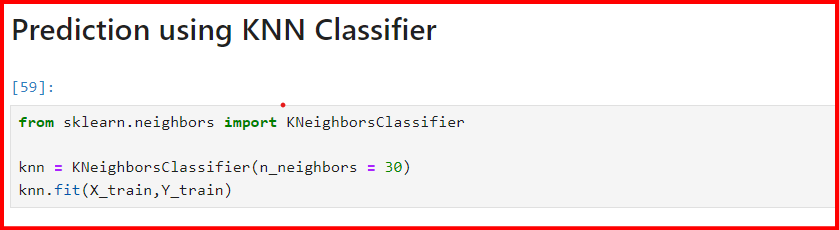 Prediction using KNN Classifier
[59]:
from sklearn.neighbors import KNeighborsClassifier
knn = KNeighborsClassifier(n_neighbors = 30)
knn.fit(X_train,Y_train)